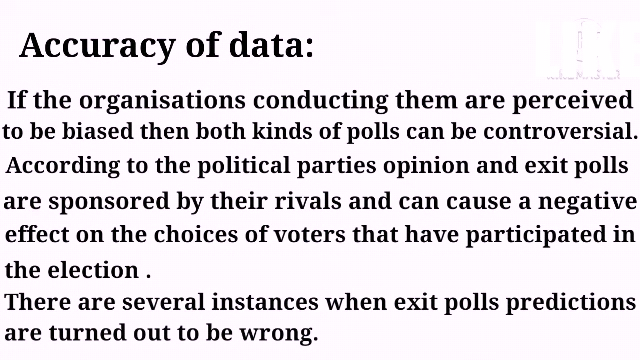 Accuracy of data:
If the organisations conducting them are perceived
to be biased then both kinds of polls can be controversial.
According to the political parties opinion and exit polls
are sponsored by their rivals and can cause a negative
effect on the choices of voters that have participated in
the election .
There are several instances when exit polls predictions
are turned out to be wrong.